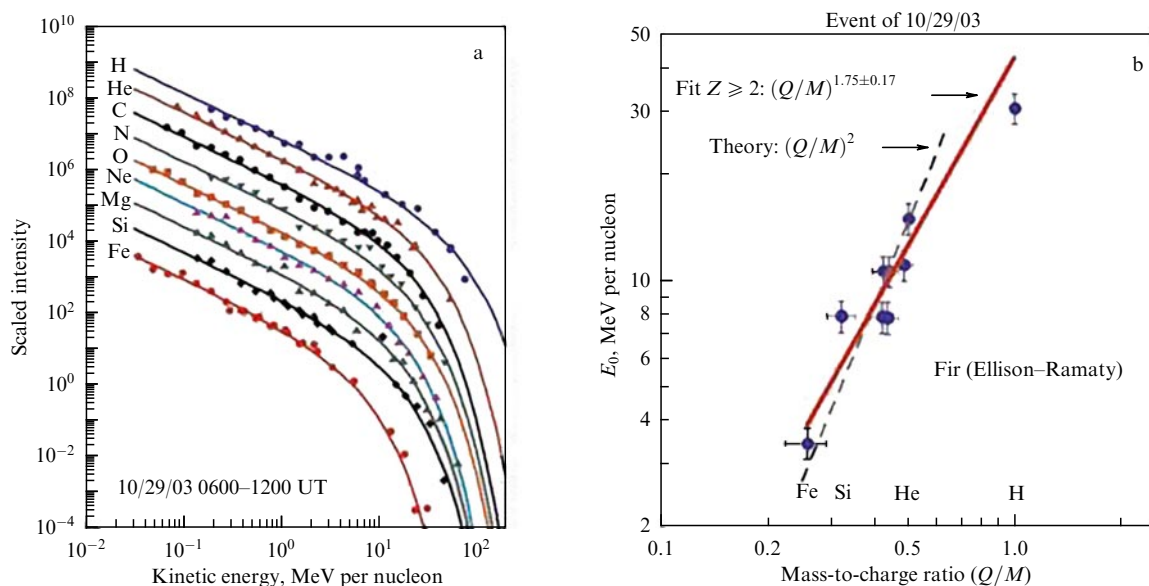 10^10
10^8
10^6
10^4
10^2
10^0
10^−2
10^−4
Scaled intensity
a
H
He
C
N
O
Ne
Mg
Si
Fe
10/29/03 0600–1200 UT
10^−2
10^−1
10^0
10^1
10^2
Kinetic energy, MeV per nucleon
Event of 10/29/03
b
50
30
10
8
6
4
2
E_0, MeV per nucleon
Fit Z ⩾ 2: (Q/M)^1.75±0.17
Theory: (Q/M)^2
Fir (Ellison–Ramaty)
Fe Si He H
0.1 0.2 0.5 1.0
Mass-to-charge ratio (Q/M)